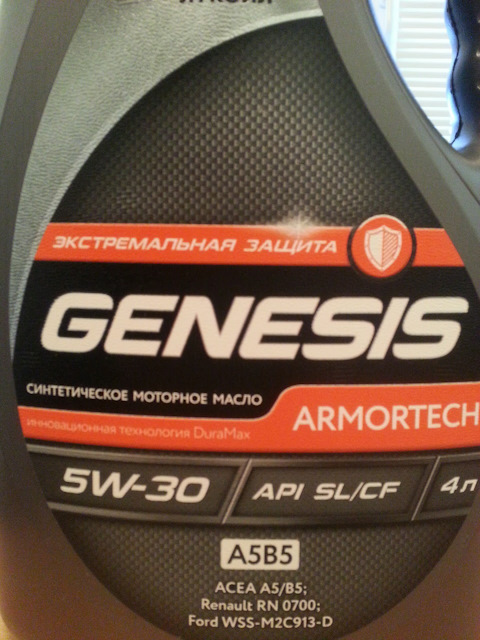 ЭКСТРЕМАЛЬНАЯ ЗАЩИТА
GENESIS
СИНТЕТИЧЕСКОЕ МОТОРНОЕ МАСЛО
ARMORTECH
инновационная технология DuraMax
5W-30
API SL/CF
4л
A5B5
ACEA A5/B5;
Renault RN 0700;
Ford WSS-M2C913-D